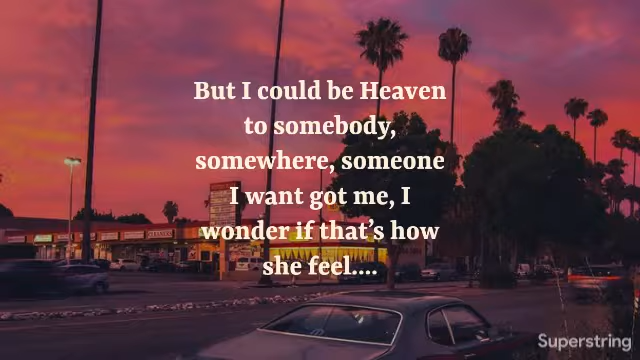 But I could be Heaven
to somebody,
somewhere, someone
I want got me, I
wonder if that's how
she feel....
Superstring